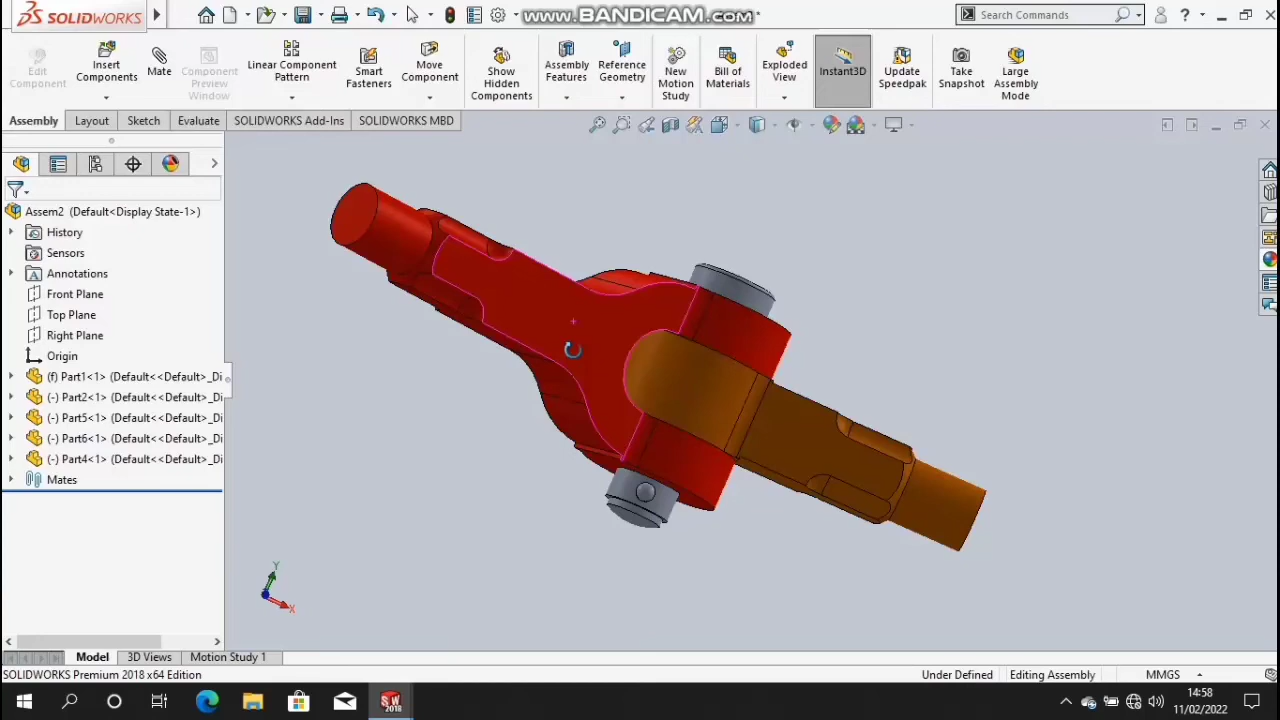 SOLIDWORKS
WWW.BANDICAM.COM
*
Search Commands
?
Edit Component
Insert Components
Mate
Component Preview Window
Linear Component Pattern
Smart Fasteners
Move Component
Show Hidden Components
Assembly Features
Reference Geometry
New Motion Study
Bill of Materials
Exploded View
Instant3D
Update Speedpak
Take Snapshot
Large Assembly Mode
Assembly
Layout
Sketch
Evaluate
SOLIDWORKS Add-Ins
SOLIDWORKS MBD
Assem2 (Default<Display State-1>)
History
Sensors
Annotations
Front Plane
Top Plane
Right Plane
Origin
(f) Part1<1> (Default<<Default>_Di
(-) Part2<1> (Default<<Default>_Di
(-) Part5<1> (Default<<Default>_Di
(-) Part6<1> (Default<<Default>_Di
(-) Part4<1> (Default<<Default>_Di
Mates
Y
X
Model
3D Views
Motion Study 1
SOLIDWORKS Premium 2018 x64 Edition
Under Defined
Editing Assembly
MMGS
SW
2018
14:58
11/02/2022